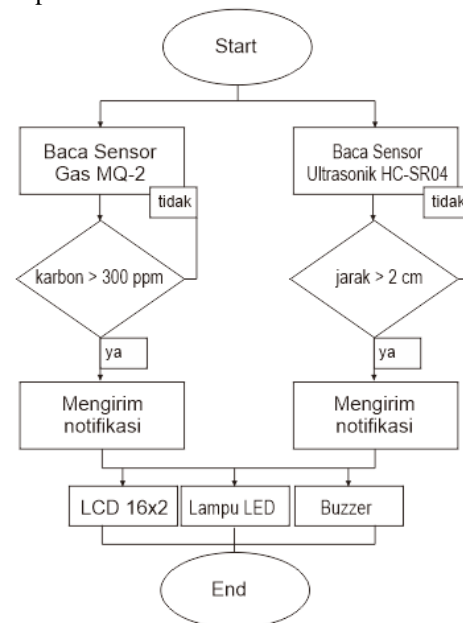 Start
Baca Sensor
Gas MQ-2
tidak
karbon > 300 ppm
ya
Mengirim
notifikasi
Baca Sensor
Ultrasonik HC-SR04
tidak
jarak > 2 cm
ya
Mengirim
notifikasi
LCD 16x2
Lampu LED
Buzzer
End